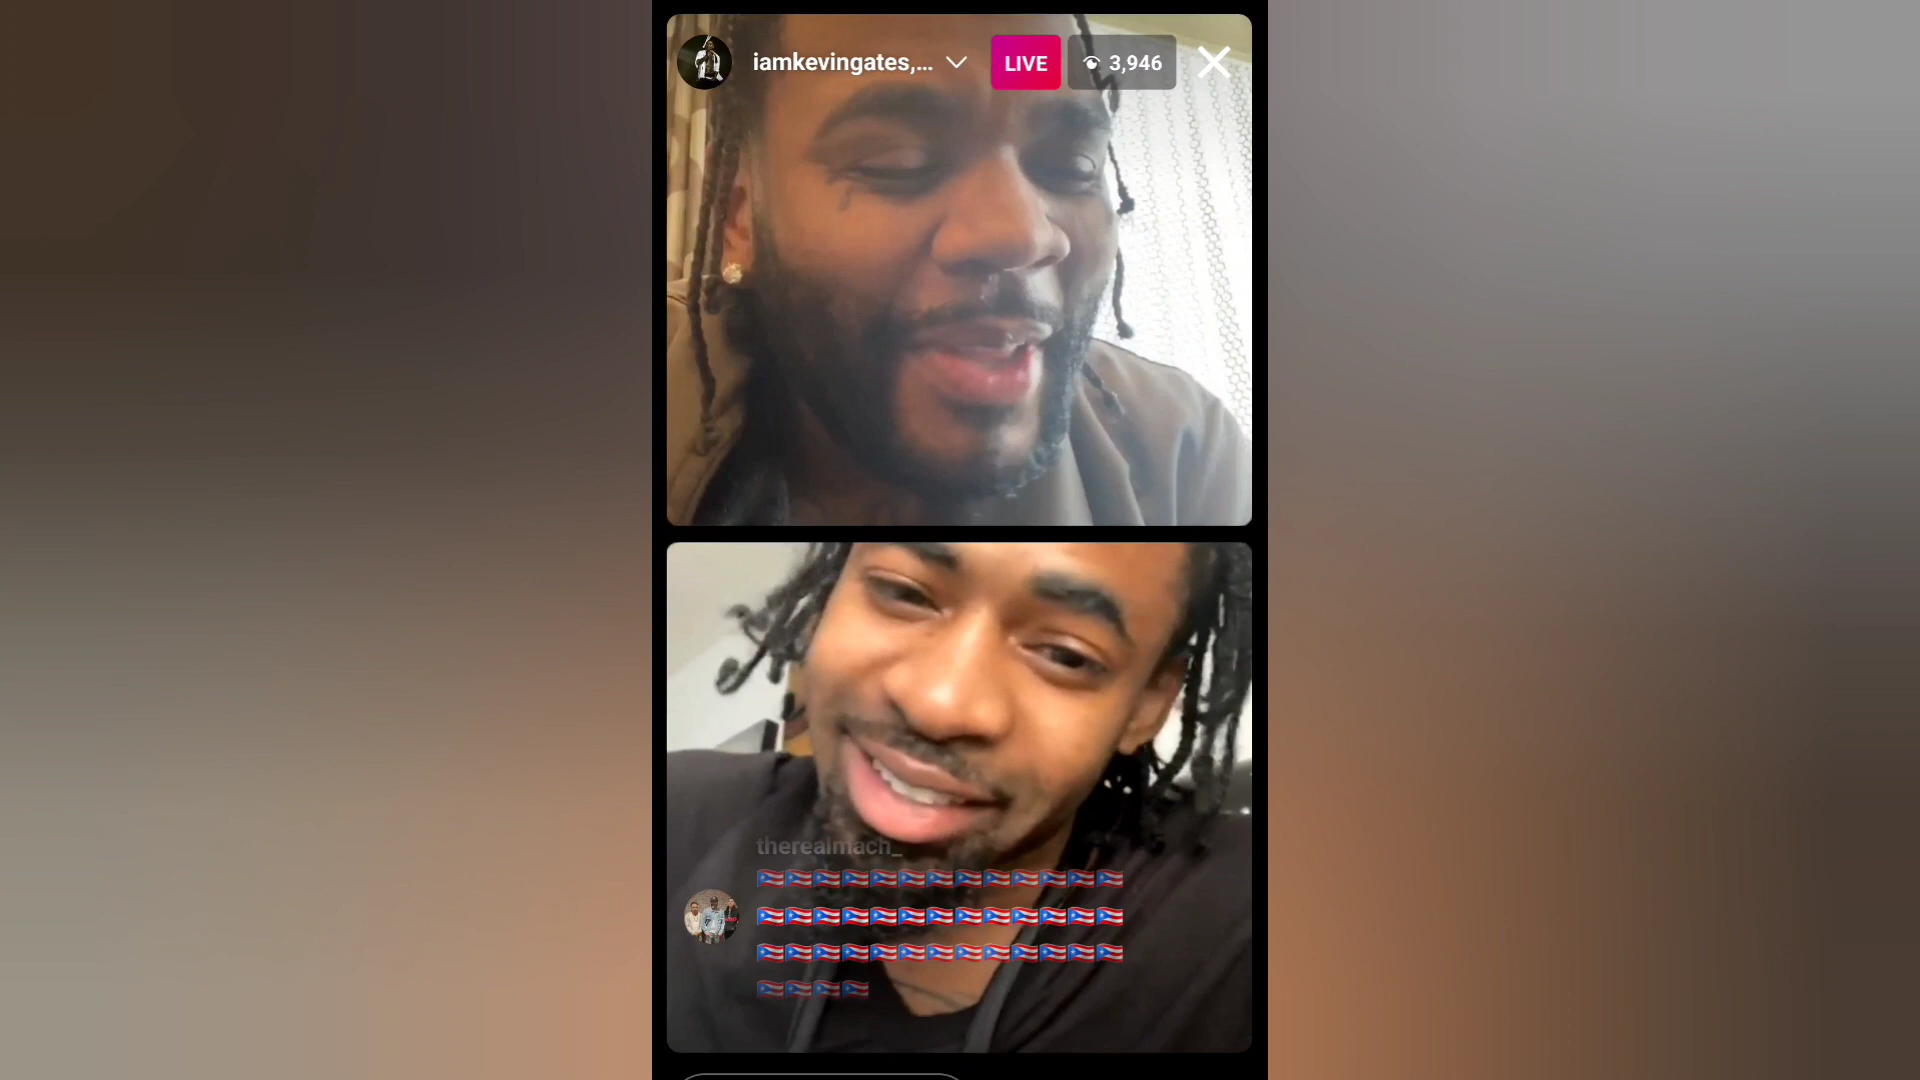 iamkevingates,...
LIVE
3,946
therealmach_
🇵🇷🇵🇷🇵🇷🇵🇷🇵🇷🇵🇷🇵🇷🇵🇷🇵🇷🇵🇷🇵🇷🇵🇷🇵🇷
🇵🇷🇵🇷🇵🇷🇵🇷🇵🇷🇵🇷🇵🇷🇵🇷🇵🇷🇵🇷🇵🇷🇵🇷🇵🇷
🇵🇷🇵🇷🇵🇷🇵🇷🇵🇷🇵🇷🇵🇷🇵🇷🇵🇷🇵🇷🇵🇷🇵🇷🇵🇷
🇵🇷🇵🇷🇵🇷🇵🇷